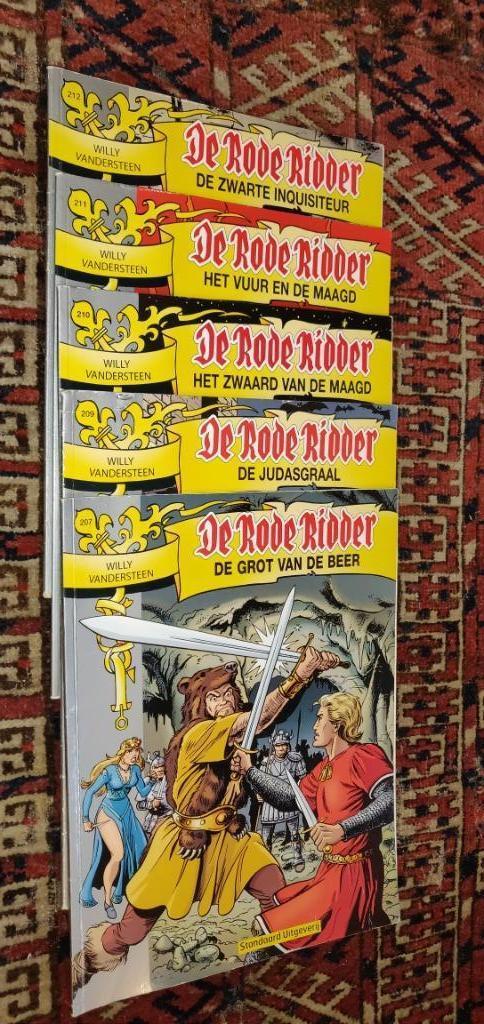 212
WILLY
VANDERSTEEN
De Rode Ridder
DE ZWARTE INQUISITEUR
211
WILLY
VANDERSTEEN
De Rode Ridder
HET VUUR EN DE MAAGD
210
WILLY
VANDERSTEEN
De Rode Ridder
HET ZWAARD VAN DE MAAGD
209
WILLY
VANDERSTEEN
De Rode Ridder
DE JUDASGRAAL
207
WILLY
VANDERSTEEN
De Rode Ridder
DE GROT VAN DE BEER
Standaard Uitgeverij